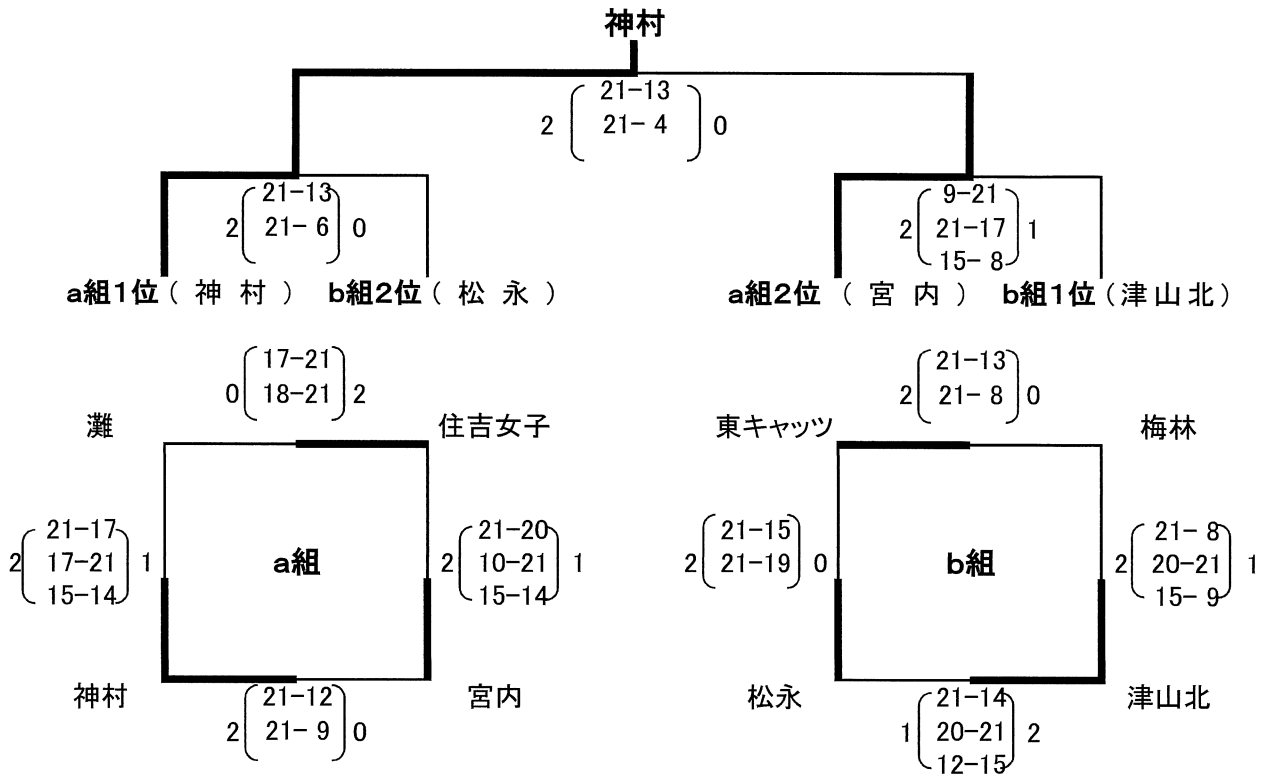 神村
21-13
2 21- 4 0
21-13
2 21- 6 0
9-21
2 21-17 1
15- 8
a組1位(神村) b組2位(松永) a組2位(宮内) b組1位(津山北)
17-21
0 18-21 2
21-13
2 21- 8 0
灘 住吉女子 東キャッツ 梅林
21-17
2 17-21 1
15-14
a組
21-20
2 10-21 1
15-14
21-15
2 21-19 0
b組
21- 8
2 20-21 1
15- 9
神村 宮内 松永 津山北
21-12
2 21- 9 0
21-14
1 20-21 2
12-15